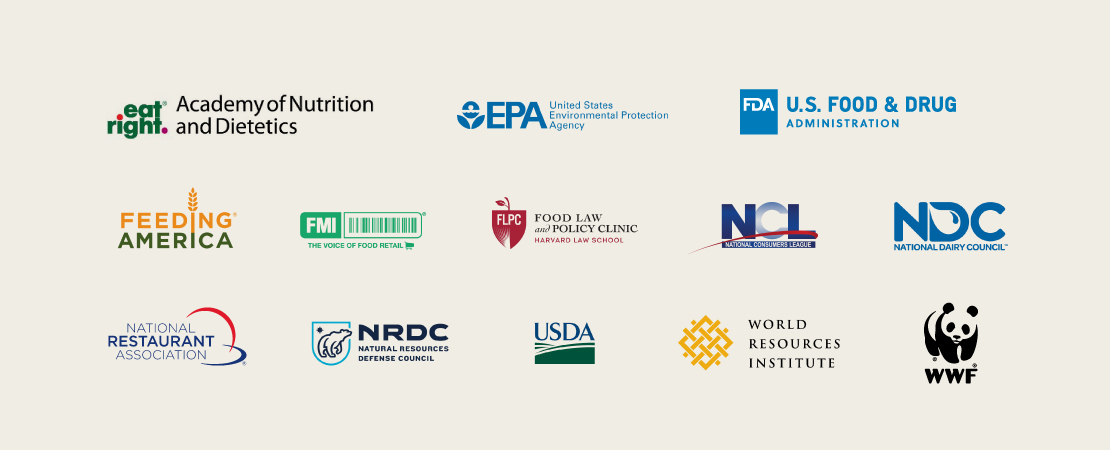 eat® right.
Academy of Nutrition
and Dietetics
EPA
United States
Environmental Protection
Agency
FDA
U.S. FOOD & DRUG
ADMINISTRATION
FEEDING®
AMERICA
FMI®
THE VOICE OF FOOD RETAIL
FLPC
FOOD LAW
and POLICY CLINIC
HARVARD LAW SCHOOL
NCL
NATIONAL CONSUMERS LEAGUE
NDC
NATIONAL DAIRY COUNCIL™
NATIONAL
RESTAURANT
ASSOCIATION®
NRDC
NATURAL RESOURCES
DEFENSE COUNCIL
USDA
WORLD
RESOURCES
INSTITUTE
® WWF ®